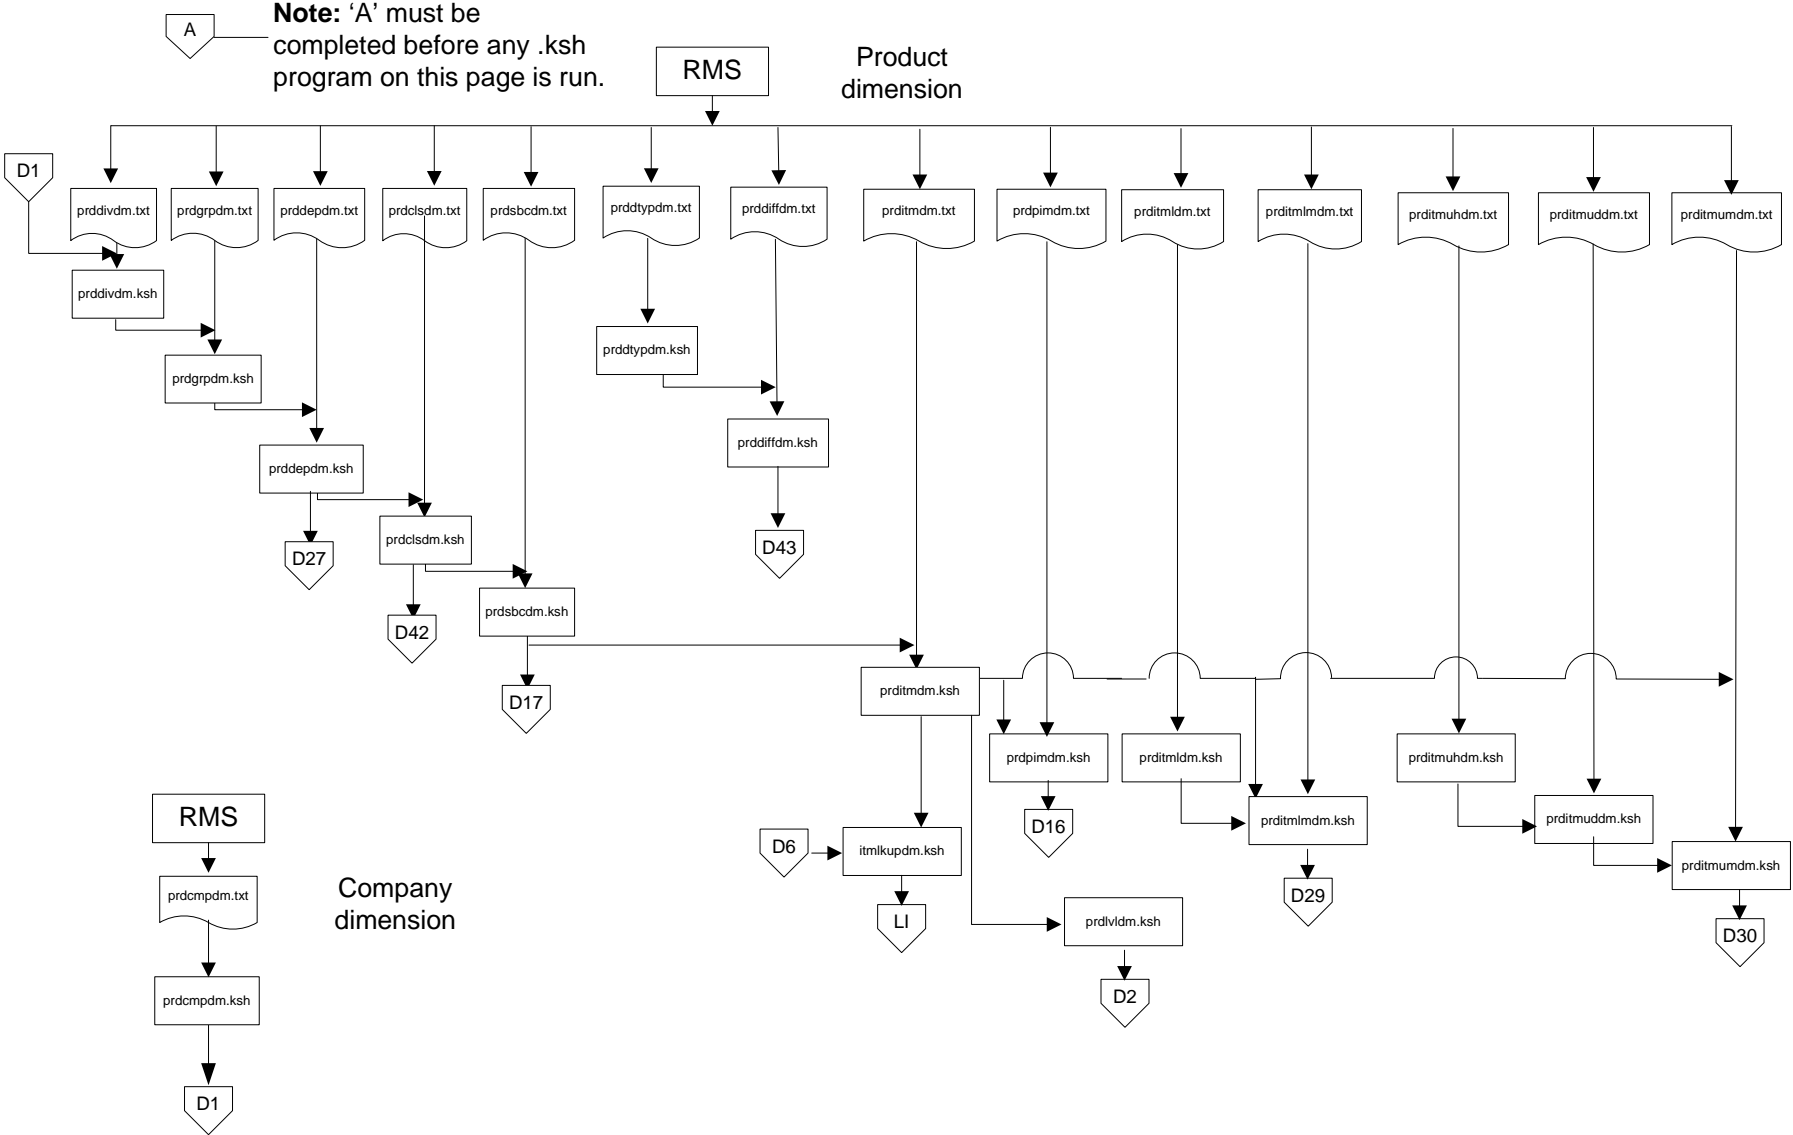 Note: ‘A’ must be
completed before any .ksh
program on this page is run.
A
RMS
Product
dimension
D1
prddivdm.txt
prdgrpdm.txt
prddepdm.txt
prdclsdm.txt
prdsbcdm.txt
prddtypdm.txt
prddiffdm.txt
prditmdm.txt
prdpimdm.txt
prditmldm.txt
prditmlmdm.txt
prditmuhdm.txt
prditmuddm.txt
prditmumdm.txt
prddivdm.ksh
prddtypdm.ksh
prdgrpdm.ksh
prddiffdm.ksh
prddepdm.ksh
prdclsdm.ksh
D43
D27
prdsbcdm.ksh
D42
prditmdm.ksh
D17
prdpimdm.ksh
prditmldm.ksh
prditmuhdm.ksh
RMS
D16
prditmlmdm.ksh
prditmuddm.ksh
D6
itmlkupdm.ksh
prditmumdm.ksh
prdcmpdm.txt
Company
dimension
D29
LI
prdlvldm.ksh
D30
prdcmpdm.ksh
D2
D1